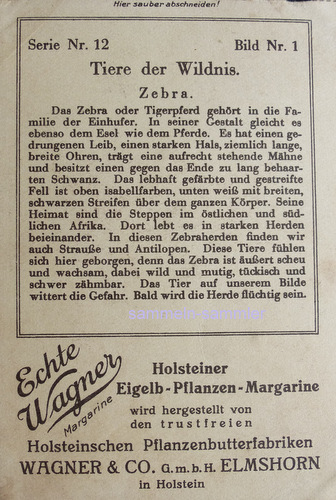 Hier sauber abschneiden!
Serie Nr. 12 Bild Nr. 1
Tiere der Wildnis.
Zebra.
Das Zebra oder Tigerpferd gehört in die Fa-
milie der Einhufer. In seiner Gestalt gleicht es
ebenso dem Esel wie dem Pferde. Es hat einen ge-
drungenen Leib, einen starken Hals, ziemlich lange,
breite Ohren, trägt eine aufrecht stehende Mähne
und besitzt einen gegen das Ende zu lang behaar-
ten Schwanz. Das lebhaft gefärbte und gestreifte
Fell ist oben isabellfarben, unten weiß mit breiten,
schwarzen Streifen über dem ganzen Körper. Seine
Heimat sind die Steppen im östlichen und süd-
lichen Afrika. Dort lebt es in starken Herden
beieinander. In diesen Zebraherden finden wir
auch Strauße und Antilopen. Diese Tiere fühlen
sich hier geborgen, denn das Zebra ist äußerst scheu
und wachsam, dabei wild und mutig, tückisch und
schwer zähmbar. Das Tier auf unserem Bilde
wittert die Gefahr. Bald wird die Herde flüchtig sein.
sammeln-sammler
Echte
Wagner
Margarine
Holsteiner
Eigelb-Pflanzen-Margarine
wird hergestellt von
den trustfreien
Holsteinschen Pflanzenbutterfabriken
WAGNER & CO. G.m.b.H. ELMSHORN
in Holstein